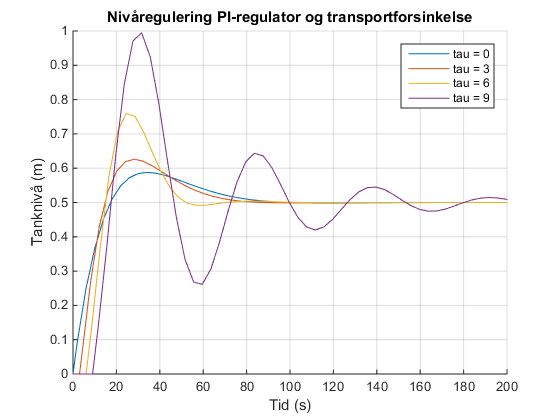 Nivåregulering PI-regulator og transportforsinkelse
tau = 0
tau = 3
tau = 6
tau = 9
1
0.9
0.8
0.7
0.6
0.5
0.4
0.3
0.2
0.1
0
Tanknivå (m)
0 20 40 60 80 100 120 140 160 180 200
Tid (s)